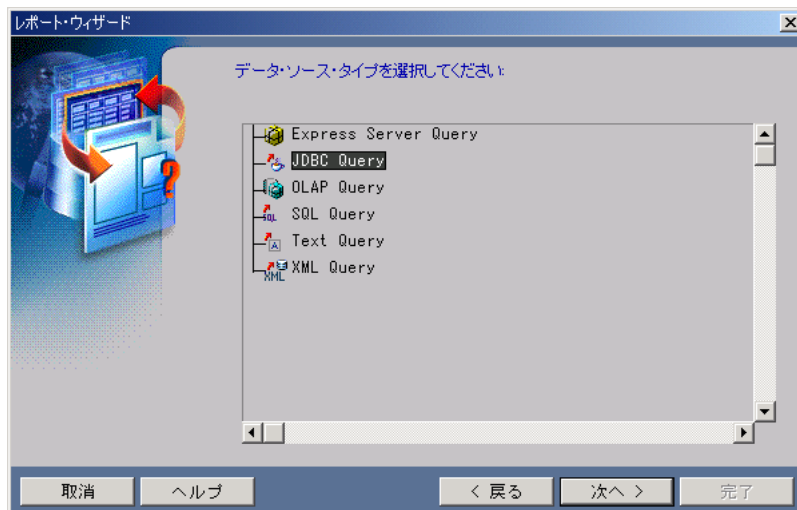 レポート・ウィザード
データ・ソース・タイプを選択してください:
Express Server Query
JDBC Query
OLAP Query
SQL Query
Text Query
XML Query
取消
ヘルプ
< 戻る
次へ >
完了